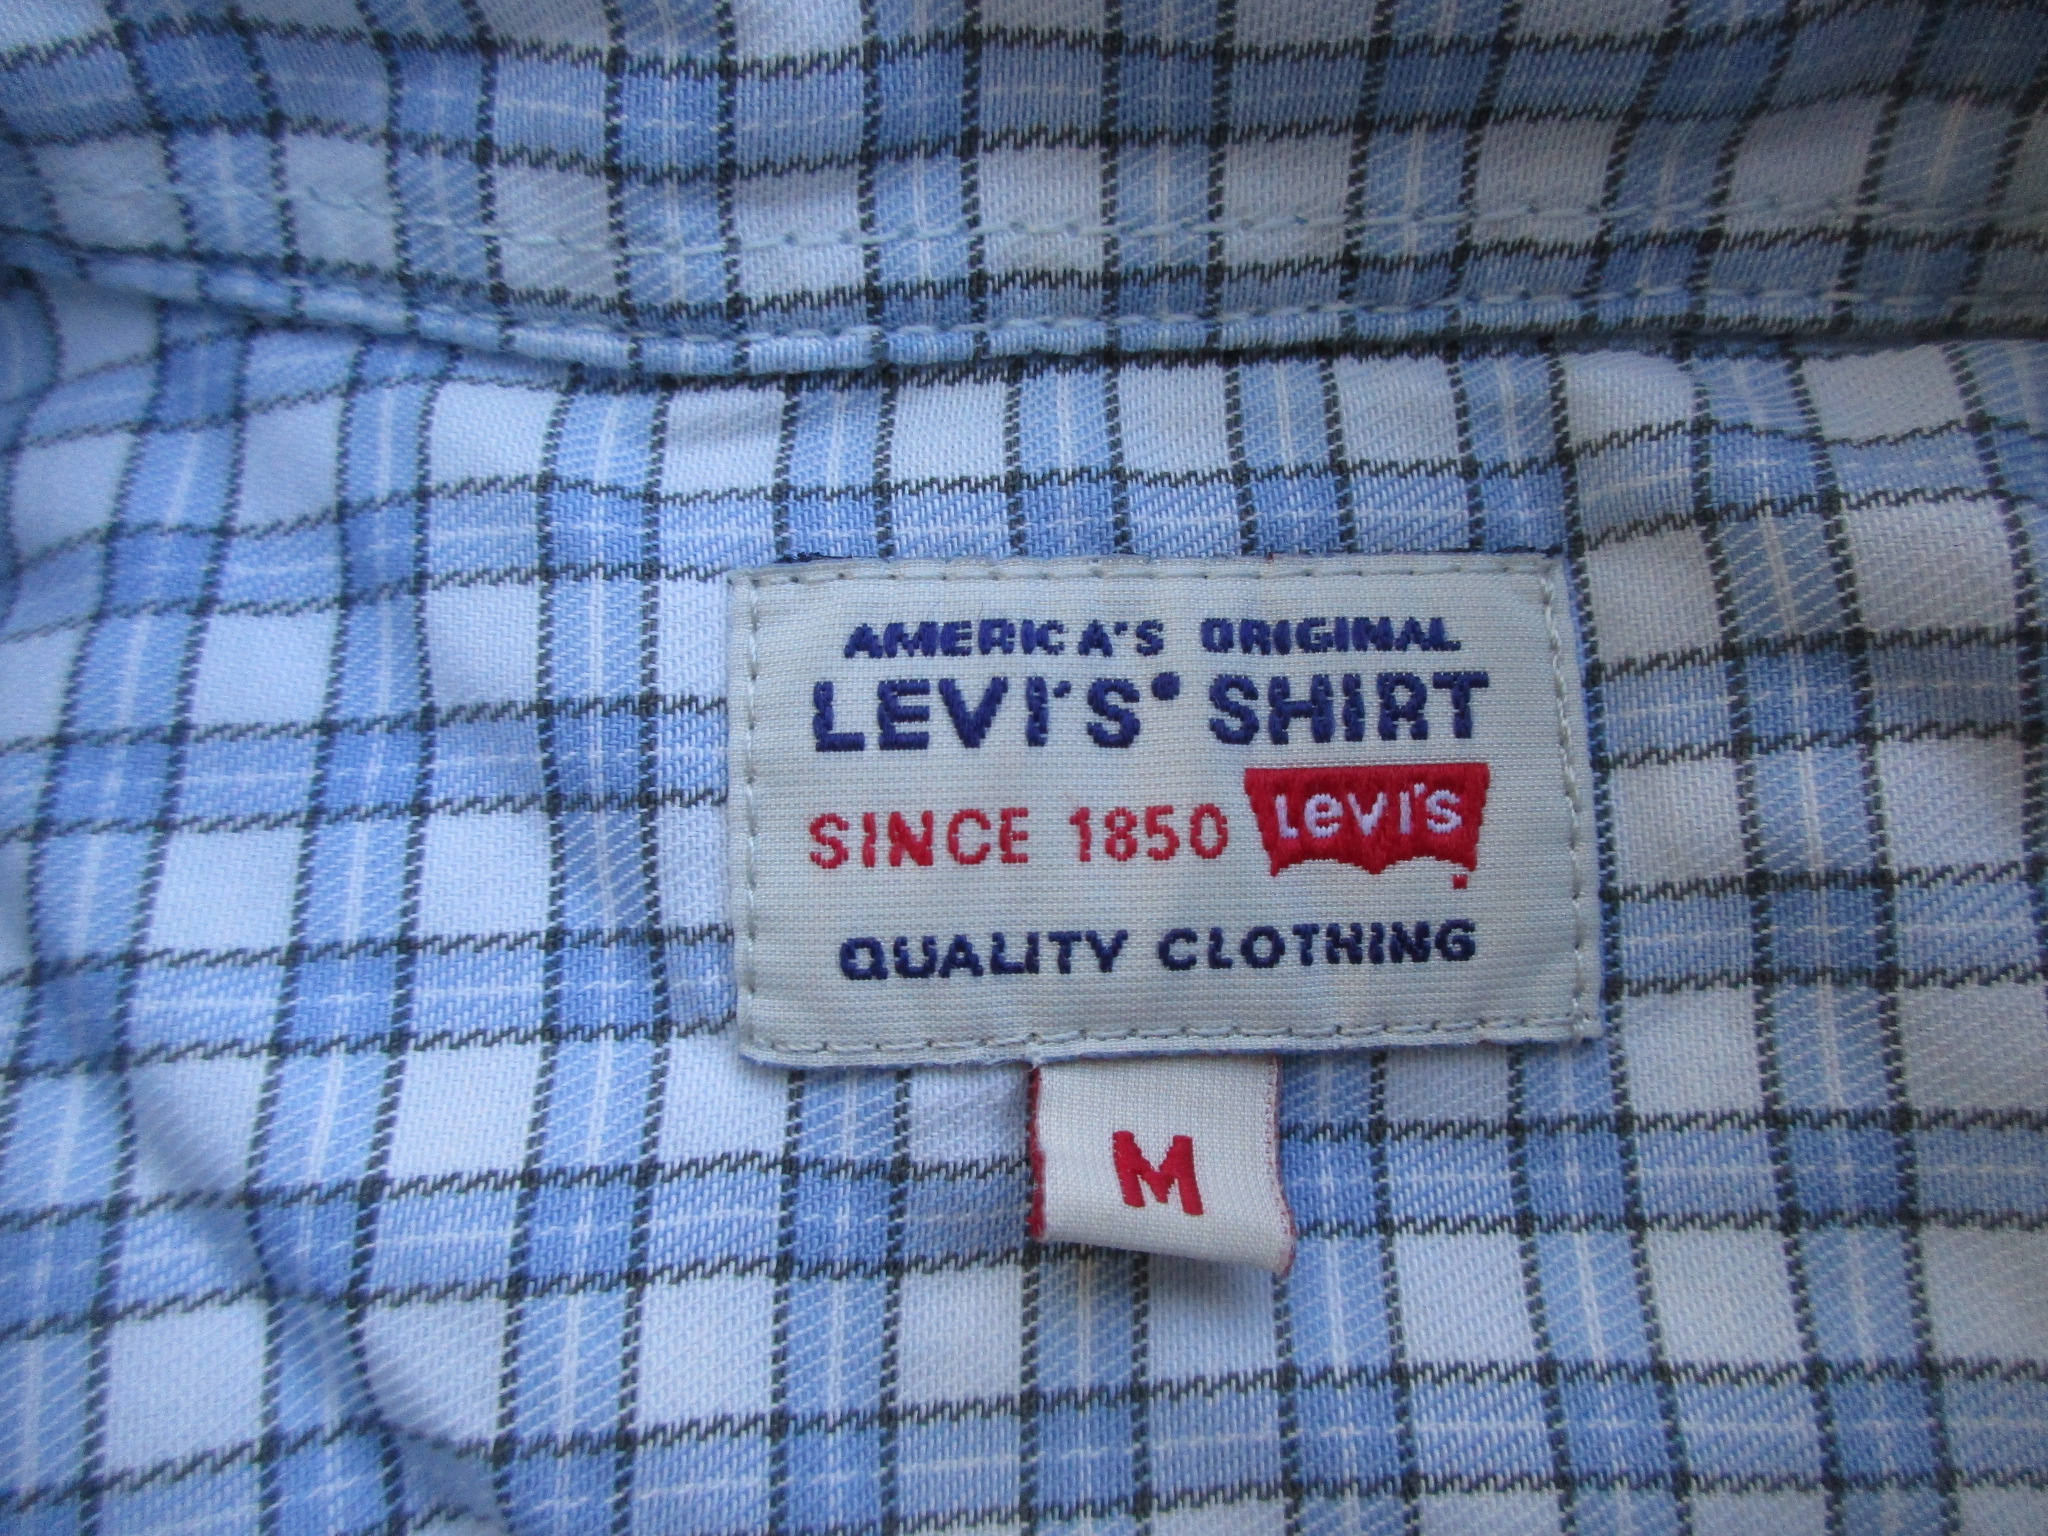 AMERICA'S ORIGINAL
LEVI'S® SHIRT
SINCE 1850 Levi's
QUALITY CLOTHING
M